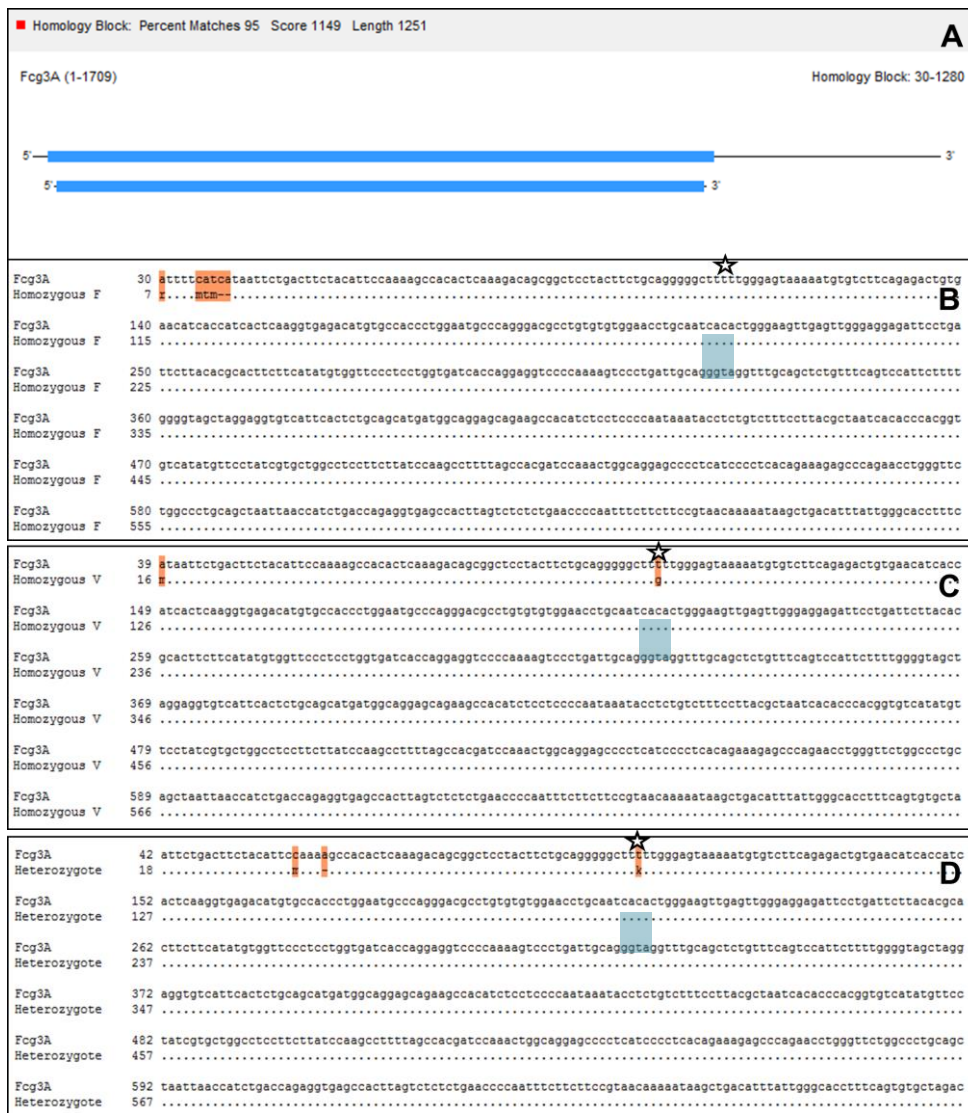 Homology Block: Percent Matches 95 Score 1149 Length 1251
A
Fcg3A (1-1709) Homology Block: 30-1280
5' 3'
5' 3'
B
Fcg3A 30 attttcatcataattctgacttctacattccaaaagccacactcaaagacagcggctcctacttctgcagggggctttttgggagtaaaaatgtgtcttcagagactgtg
Homozygous F 7 r.....mtm--...........................................................................................................
Fcg3A 140 aacatcaccatcactcaaggtgagacatgtgccaccctggaatgcccagggacgcctgtgtgtggaacctgcaatcacactgggaagttgagttgggaggagattcctga
Homozygous F 115 ..............................................................................................................
Fcg3A 250 ttcttacacgcacttcttcatatgtggttccctcctggtgatcaccaggaggtccccaaaagtccctgattgcagggtaggtttgcagctctgtttcagtccattctttt
Homozygous F 225 ..............................................................................................................
Fcg3A 360 ggggtagctaggaggtgtcattcactctgcagcatgatggcaggagcagaagccacatctcctccccaataaatacctctgtctttccttacgctaatcacacccacggt
Homozygous F 335 ..............................................................................................................
Fcg3A 470 gtcatatgttcctatcgtgctggcctccttcttatccaagccttttagccacgatccaaactggcaggagcccctcatcccctcacagaaagagcccagaacctgggttc
Homozygous F 445 ..............................................................................................................
Fcg3A 580 tggccctgcagctaattaaccatctgaccagaggtgagccacttagtctctctgaaccccaatttcttcttccgtaacaaaaataagctgacatttattgggcacctttc
Homozygous F 555 ..............................................................................................................
C
Fcg3A 39 ataattctgacttctacattccaaaagccacactcaaagacagcggctcctacttctgcagggggctttttgggagtaaaaatgtgtcttcagagactgtgaacatcacc
Homozygous V 16 m...................................................................g.........................................
Fcg3A 149 atcactcaaggtgagacatgtgccaccctggaatgcccagggacgcctgtgtgtggaacctgcaatcacactgggaagttgagttgggaggagattcctgattcttacac
Homozygous V 126 ..............................................................................................................
Fcg3A 259 gcacttcttcatatgtggttccctcctggtgatcaccaggaggtccccaaaagtccctgattgcagggtaggtttgcagctctgtttcagtccattcttttggggtagct
Homozygous V 236 ..............................................................................................................
Fcg3A 369 aggaggtgtcattcactctgcagcatgatggcaggagcagaagccacatctcctccccaataaatacctctgtctttccttacgctaatcacacccacggtgtcatatgt
Homozygous V 346 ..............................................................................................................
Fcg3A 479 tcctatcgtgctggcctccttcttatccaagccttttagccacgatccaaactggcaggagcccctcatcccctcacagaaagagcccagaacctgggttctggccctgc
Homozygous V 456 ..............................................................................................................
Fcg3A 589 agctaattaaccatctgaccagaggtgagccacttagtctctctgaaccccaatttcttcttccgtaacaaaaataagctgacatttattgggcacctttcagtgtgcta
Homozygous V 566 ..............................................................................................................
D
Fcg3A 42 attctgacttctacattccaaaagccacactcaaagacagcggctcctacttctgcagggggctttttgggagtaaaaatgtgtcttcagagactgtgaacatcaccatc
Heterozygote 18 ..................m...-..........................................k............................................
Fcg3A 152 actcaaggtgagacatgtgccaccctggaatgcccagggacgcctgtgtgtggaacctgcaatcacactgggaagttgagttgggaggagattcctgattcttacacgca
Heterozygote 127 ..............................................................................................................
Fcg3A 262 cttcttcatatgtggttccctcctggtgatcaccaggaggtccccaaaagtccctgattgcagggtaggtttgcagctctgtttcagtccattcttttggggtagctagg
Heterozygote 237 ..............................................................................................................
Fcg3A 372 aggtgtcattcactctgcagcatgatggcaggagcagaagccacatctcctccccaataaatacctctgtctttccttacgctaatcacacccacggtgtcatatgttcc
Heterozygote 347 ..............................................................................................................
Fcg3A 482 tatcgtgctggcctccttcttatccaagccttttagccacgatccaaactggcaggagcccctcatcccctcacagaaagagcccagaacctgggttctggccctgcagc
Heterozygote 457 ..............................................................................................................
Fcg3A 592 taattaaccatctgaccagaggtgagccacttagtctctctgaaccccaatttcttcttccgtaacaaaaataagctgacatttattgggcacctttcagtgtgctagac
Heterozygote 567 ..............................................................................................................